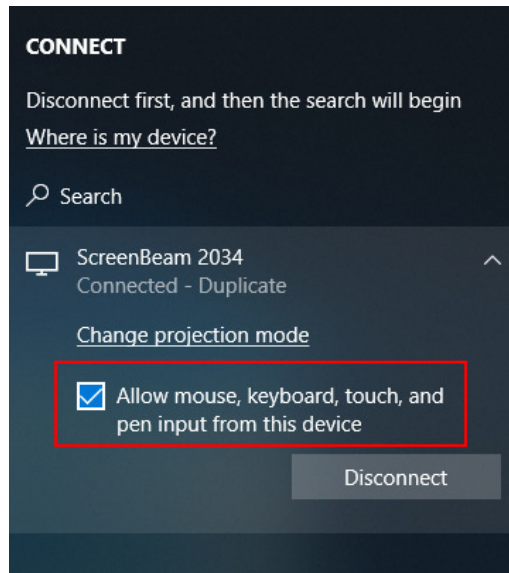 CONNECT
Disconnect first, and then the search will begin
Where is my device?
Search
ScreenBeam 2034
Connected - Duplicate
Change projection mode
Allow mouse, keyboard, touch, and
pen input from this device
Disconnect